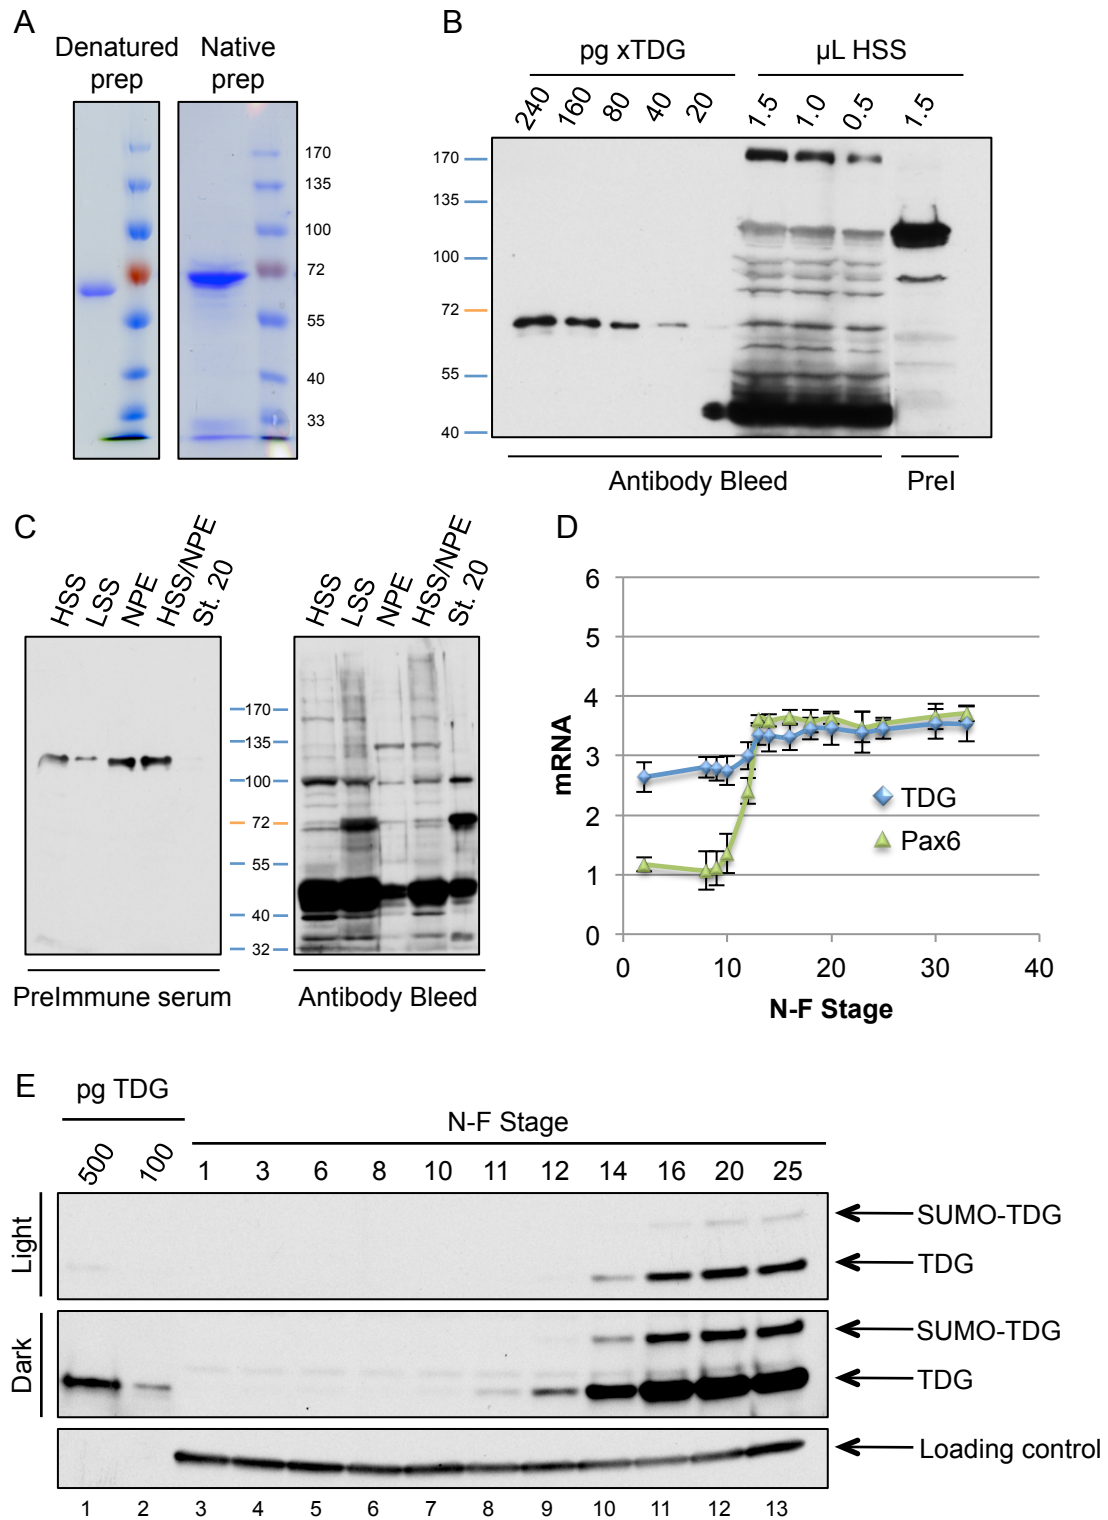 A
Denatured prep
Native prep
170
135
100
72
55
40
33
B
pg xTDG
µL HSS
240 160 80 40 20 1.5 1.0 0.5 1.5
170
135
100
72
55
40
Antibody Bleed
PreI
C
HSS LSS NPE HSS/NPE St. 20
HSS LSS NPE HSS/NPE St. 20
170
135
100
72
55
40
32
PreImmune serum
Antibody Bleed
D
6
5
4
3
2
1
0
mRNA
TDG
Pax6
0 10 20 30 40
N-F Stage
E
pg TDG
N-F Stage
500 100 1 3 6 8 10 11 12 14 16 20 25
Light
SUMO-TDG
TDG
Dark
SUMO-TDG
TDG
Loading control
1 2 3 4 5 6 7 8 9 10 11 12 13